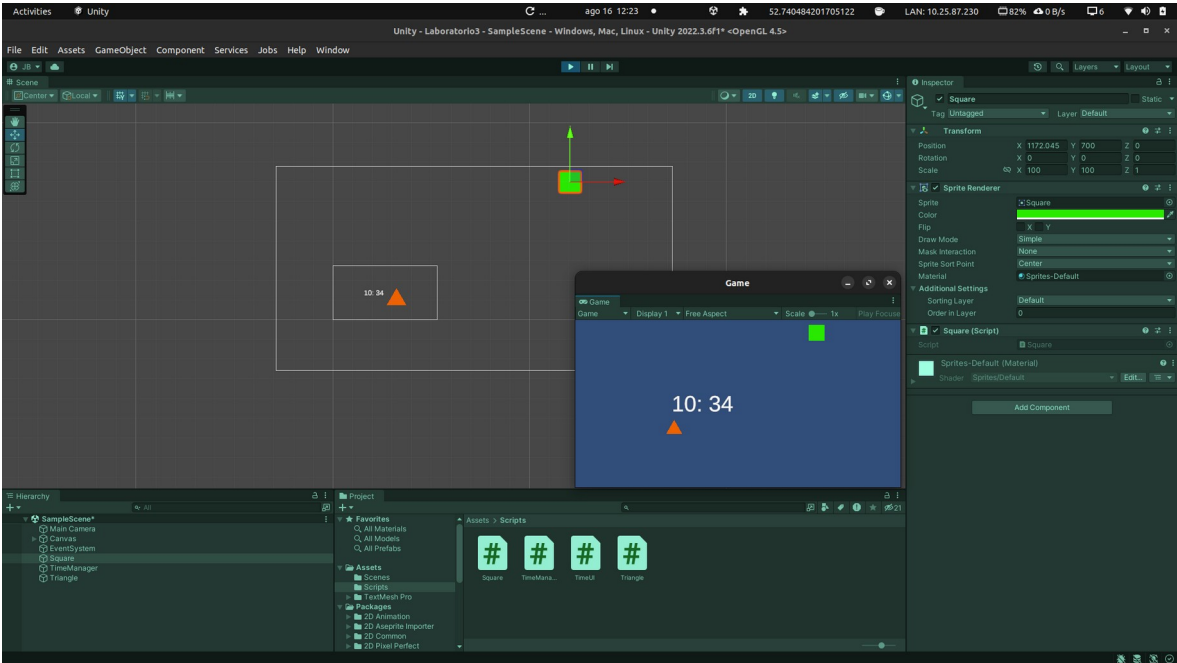 Activities Unity C ... ago 16 12:23 52.740484201705122 LAN: 10.25.87.230 82% 0 B/s 6
Unity - Laboratorio3 - SampleScene - Windows, Mac, Linux - Unity 2022.3.6f1* <OpenGL 4.5>
File Edit Assets GameObject Component Services Jobs Help Window
JB Layers Layout
Scene
Center Local 2D
10: 34
Game
Game
Game Display 1 Free Aspect Scale 1x Play Focuse
10: 34
Inspector
Square Static
Tag Untagged Layer Default
Transform
Position X 1172.045 Y 700 Z 0
Rotation X 0 Y 0 Z 0
Scale X 100 Y 100 Z 1
Sprite Renderer
Sprite Square
Color
Flip X Y
Draw Mode Simple
Mask Interaction None
Sprite Sort Point Center
Material Sprites-Default
Additional Settings
Sorting Layer Default
Order in Layer 0
Square (Script)
Script Square
Sprites-Default (Material)
Shader Sprites/Default Edit...
Add Component
Hierarchy
All
SampleScene*
Main Camera
Canvas
EventSystem
Square
TimeManager
Triangle
Project
21
Favorites
All Materials
All Models
All Prefabs
Assets
Scenes
Scripts
TextMesh Pro
Packages
2D Animation
2D Aseprite Importer
2D Common
2D Pixel Perfect
Assets > Scripts
Square TimeMana... TimeUI Triangle